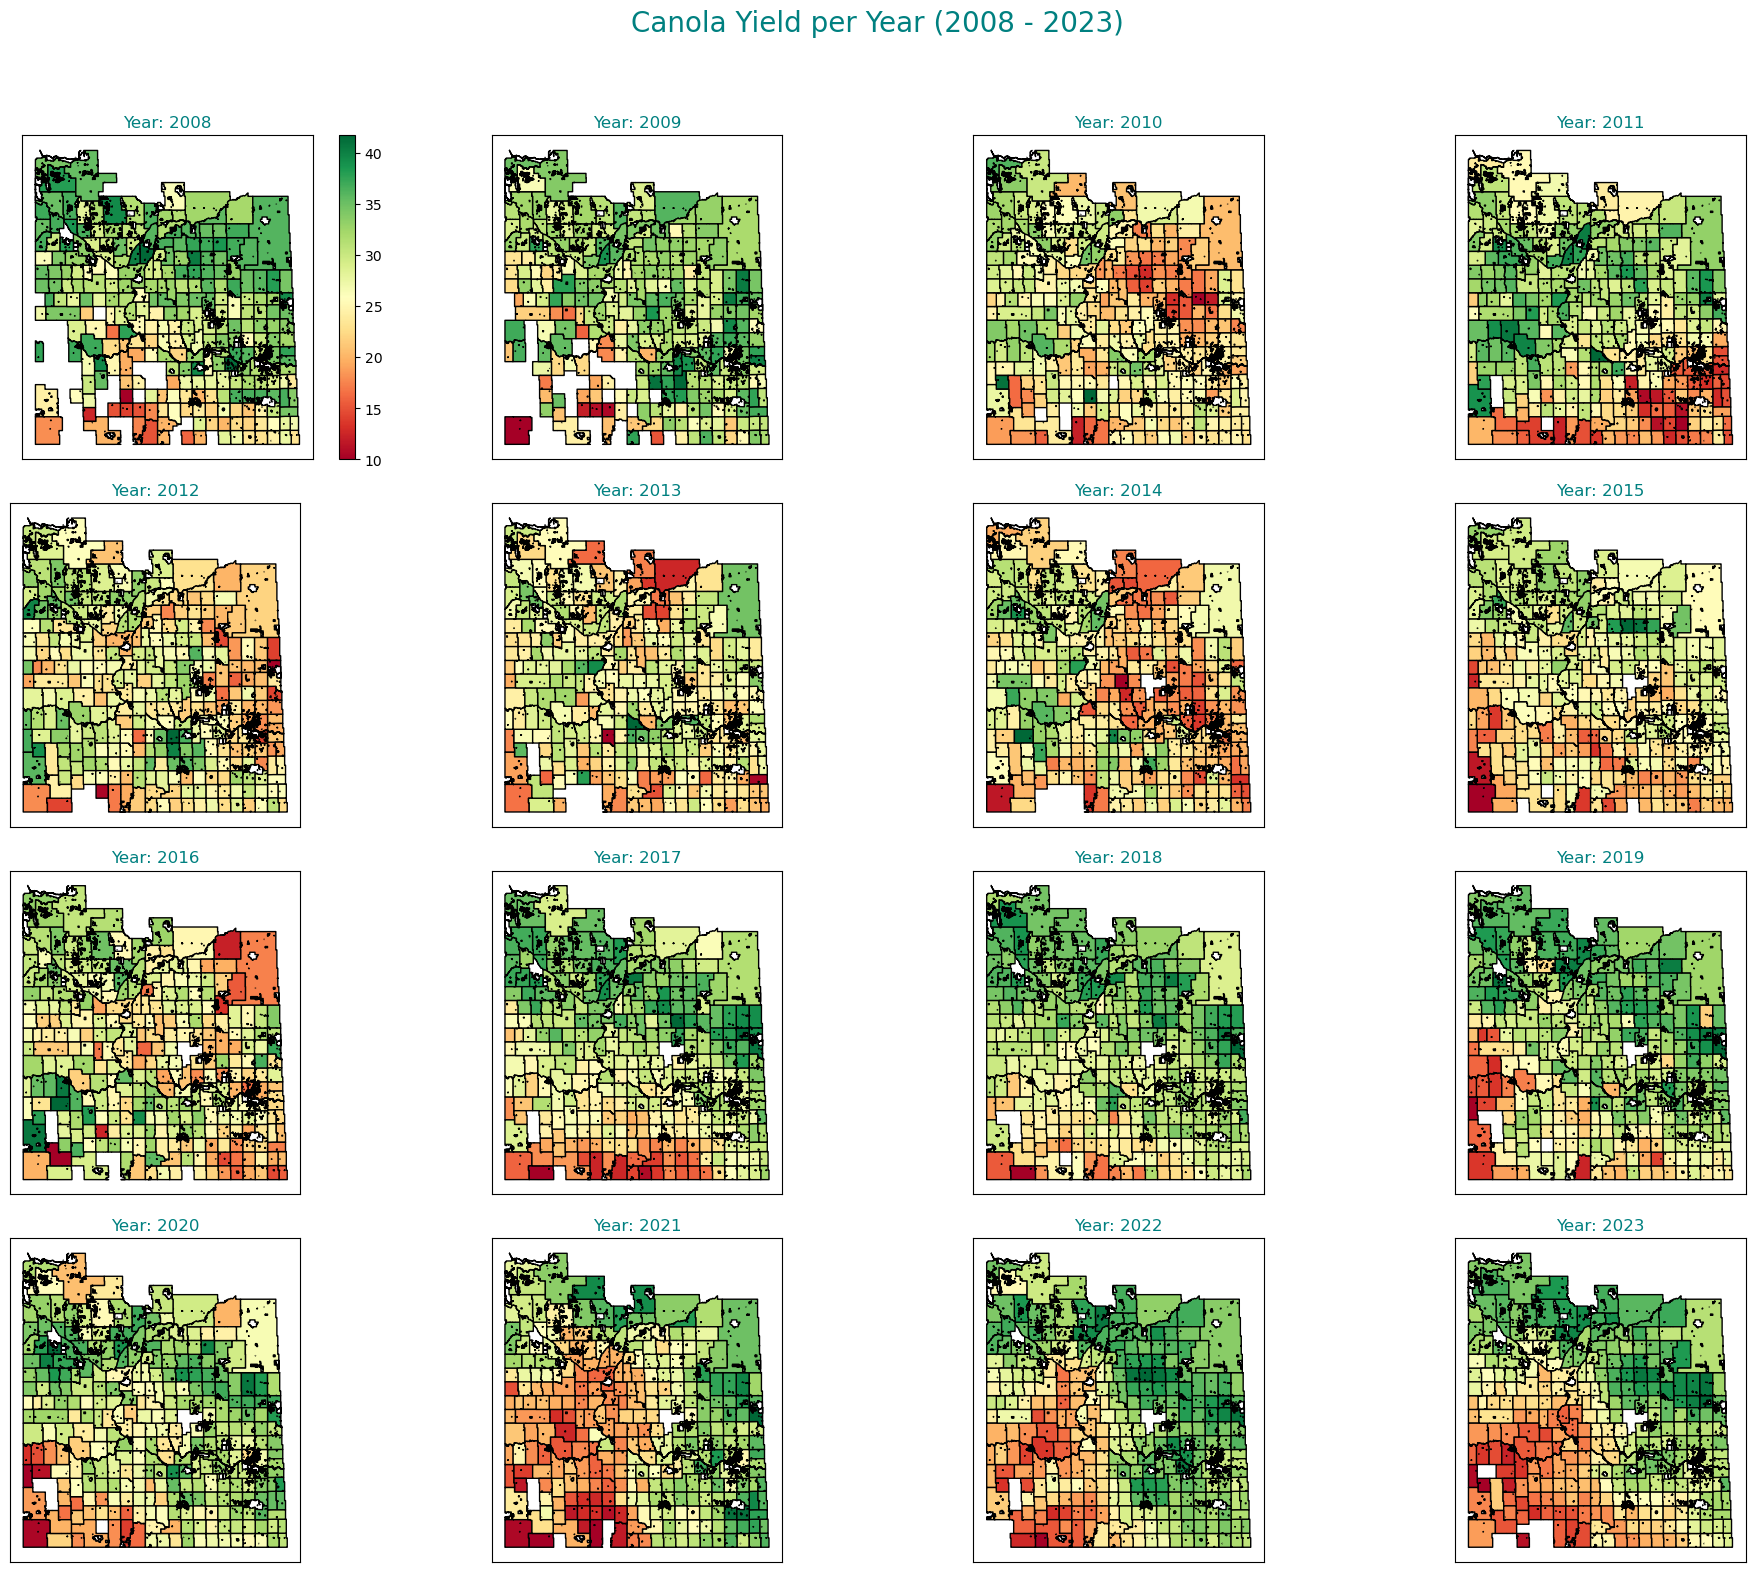 Canola Yield per Year (2008 - 2023)
Year: 2008
Year: 2009
Year: 2010
Year: 2011
40
35
30
25
20
15
10
Year: 2012
Year: 2013
Year: 2014
Year: 2015
Year: 2016
Year: 2017
Year: 2018
Year: 2019
Year: 2020
Year: 2021
Year: 2022
Year: 2023